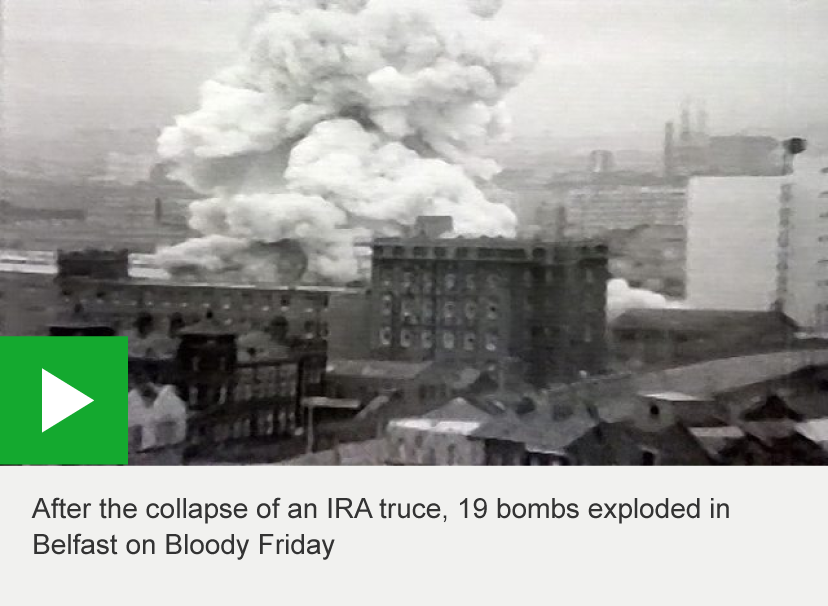 After the collapse of an IRA truce, 19 bombs exploded in
Belfast on Bloody Friday